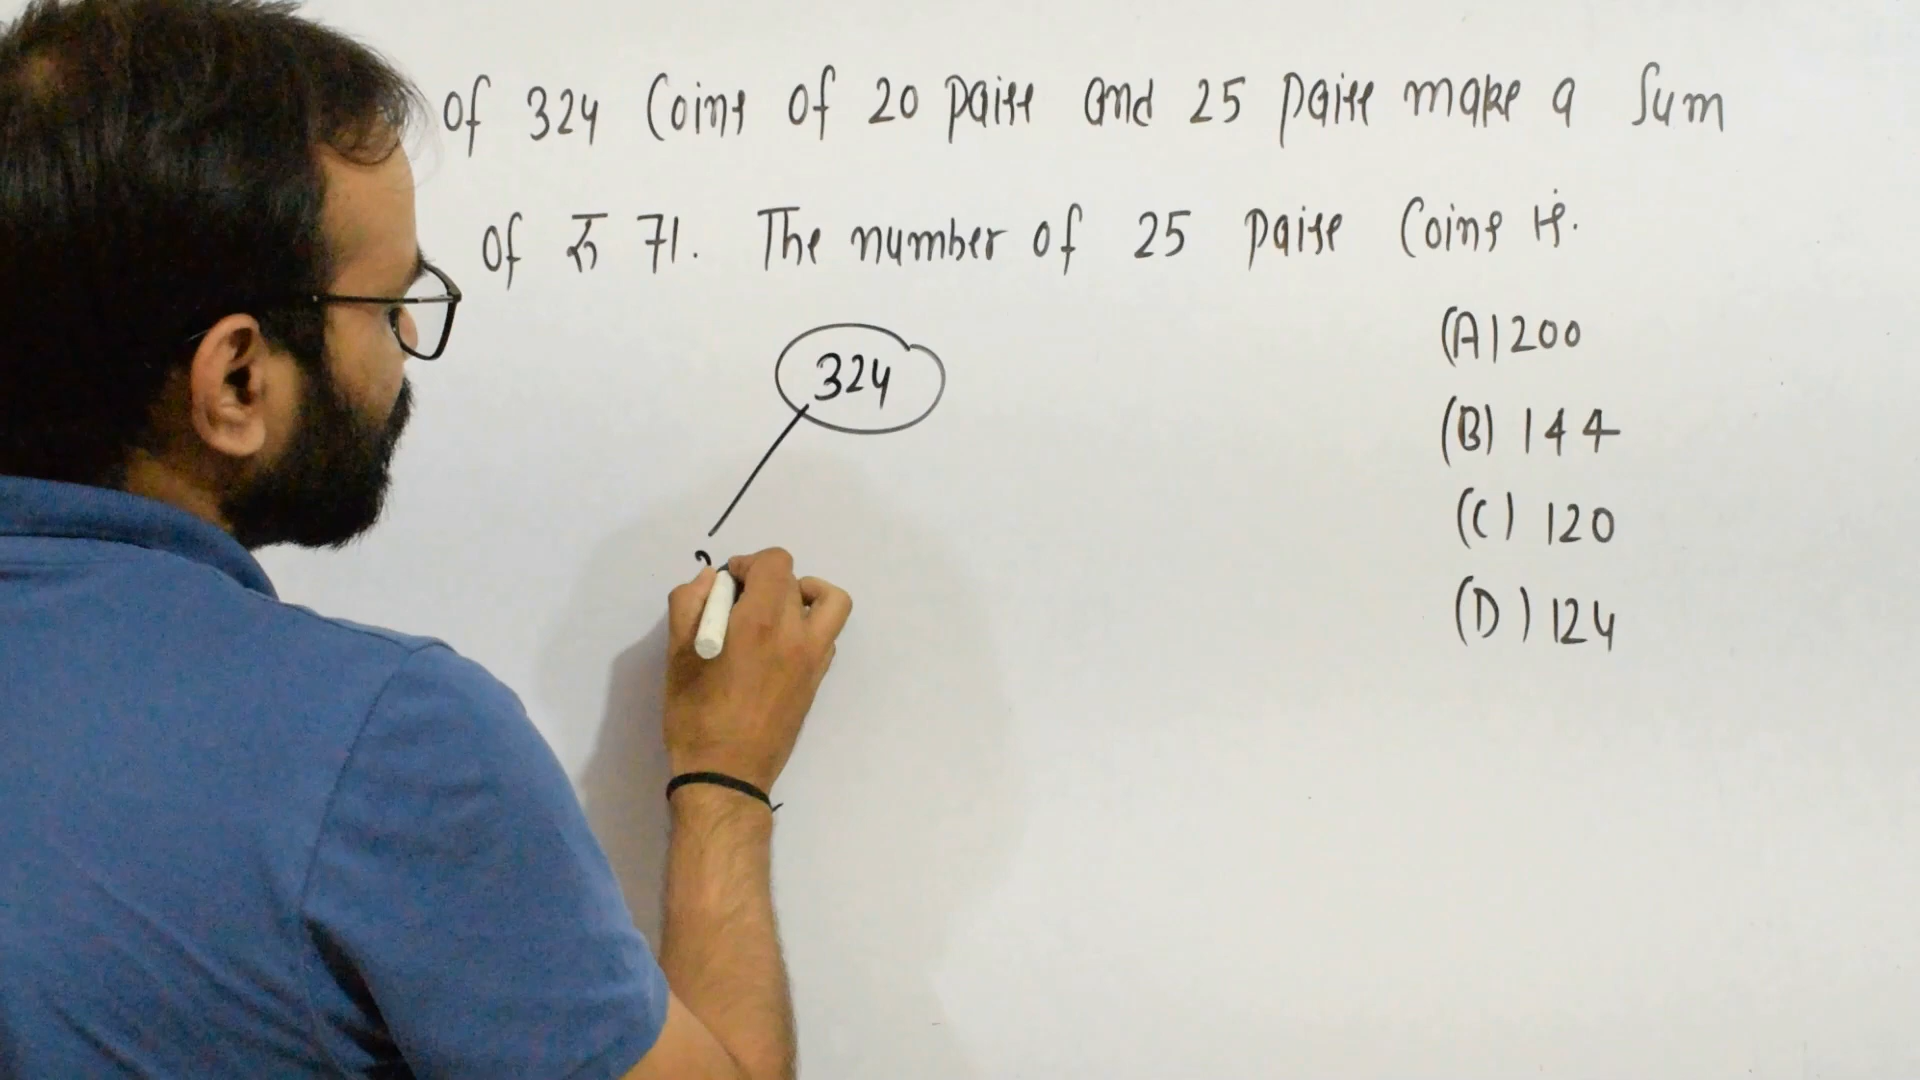 of 324 Coins of 20 paise and 25 paise make a Sum
of रु 71. The number of 25 paise Coins is.
324
(A) 200
(B) 144
(C) 120
(D) 124